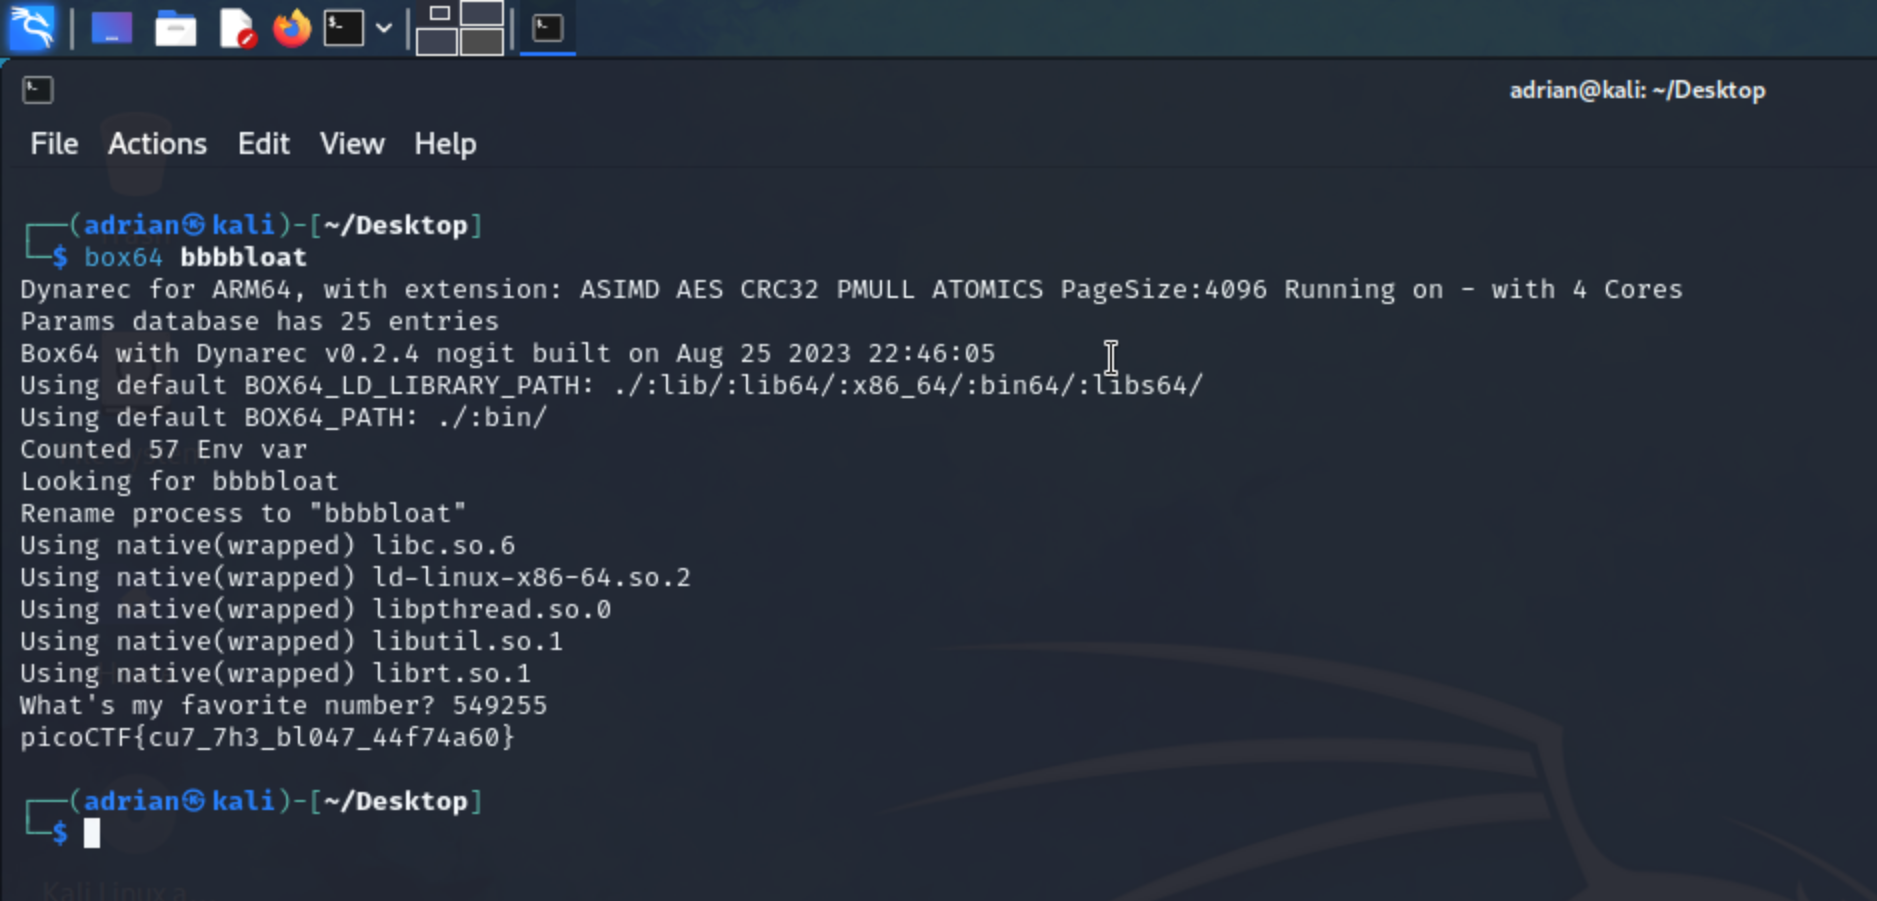 adrian@kali: ~/Desktop
File Actions Edit View Help
┌──(adrian㉿kali)-[~/Desktop]
└─$ box64 bbbbloat
Dynarec for ARM64, with extension: ASIMD AES CRC32 PMULL ATOMICS PageSize:4096 Running on - with 4 Cores
Params database has 25 entries
Box64 with Dynarec v0.2.4 nogit built on Aug 25 2023 22:46:05
Using default BOX64_LD_LIBRARY_PATH: ./:lib/:lib64/:x86_64/:bin64/:libs64/
Using default BOX64_PATH: ./:bin/
Counted 57 Env var
Looking for bbbbloat
Rename process to "bbbbloat"
Using native(wrapped) libc.so.6
Using native(wrapped) ld-linux-x86-64.so.2
Using native(wrapped) libpthread.so.0
Using native(wrapped) libutil.so.1
Using native(wrapped) librt.so.1
What's my favorite number? 549255
picoCTF{cu7_7h3_bl047_44f74a60}
┌──(adrian㉿kali)-[~/Desktop]
└─$
Kali Linux a